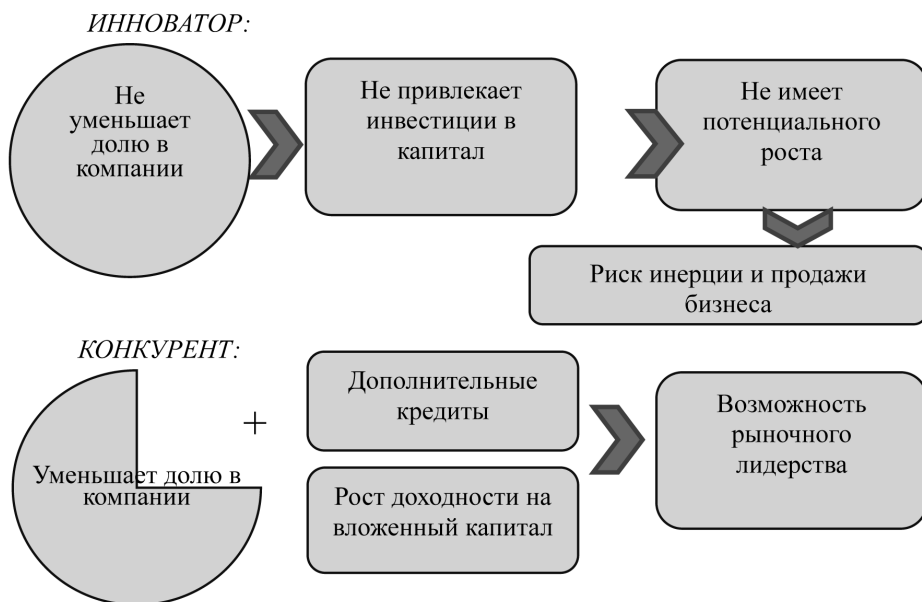 ИННОВАТОР:
Не
уменьшает
долю в
компании
Не привлекает
инвестиции в
капитал
Не имеет
потенциального
роста
Риск инерции и продажи
бизнеса
КОНКУРЕНТ:
Уменьшает долю в
компании
+
Дополнительные
кредиты
Рост доходности на
вложенный капитал
Возможность
рыночного
лидерства